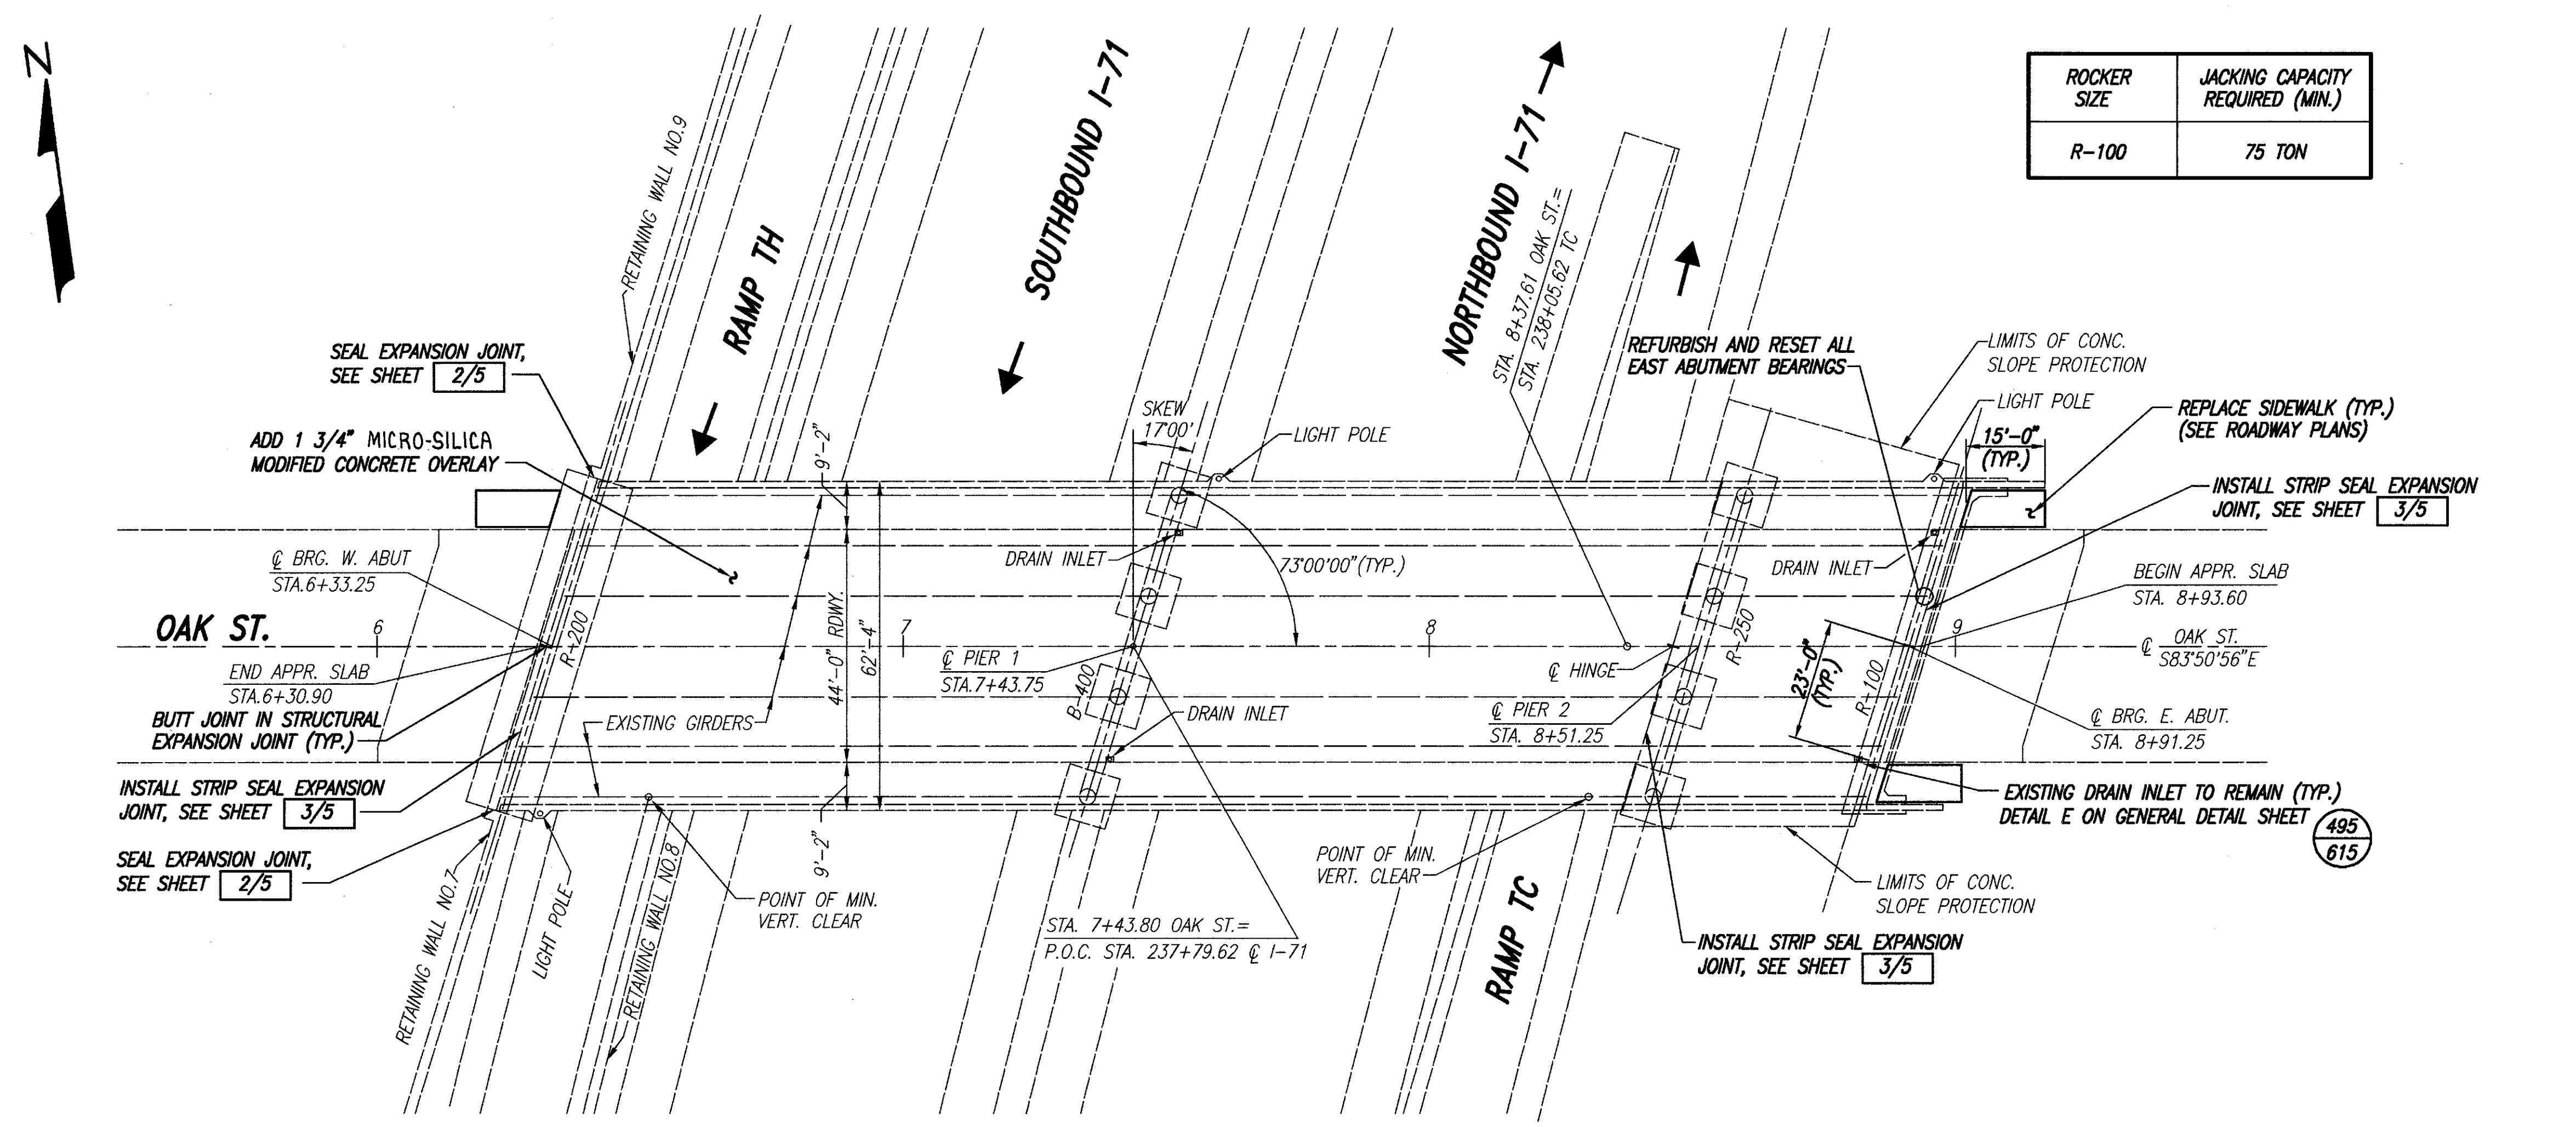 N
ROCKER
SIZE
JACKING CAPACITY
REQUIRED (MIN.)
R-100
75 TON
RETAINING WALL NO.9
RAMP TH
SOUTHBOUND I-71
NORTHBOUND I-71
STA. 8+37.61 OAK ST.=
STA. 238+05.62 TC
SEAL EXPANSION JOINT,
SEE SHEET 2/5
ADD 1 3/4" MICRO-SILICA
MODIFIED CONCRETE OVERLAY
SKEW
17°00'
LIGHT POLE
REFURBISH AND RESET ALL
EAST ABUTMENT BEARINGS
LIMITS OF CONC.
SLOPE PROTECTION
LIGHT POLE
REPLACE SIDEWALK (TYP.)
(SEE ROADWAY PLANS)
15'-0"
(TYP.)
INSTALL STRIP SEAL EXPANSION
JOINT, SEE SHEET 3/5
9'-2"
℄ BRG. W. ABUT
STA.6+33.25
DRAIN INLET
73°00'00"(TYP.)
DRAIN INLET
BEGIN APPR. SLAB
STA. 8+93.60
OAK ST.
6
7
8
9
R-200
44'-0" RDWY.
62'-4"
℄ OAK ST.
S83°50'56"E
END APPR. SLAB
STA.6+30.90
℄ PIER 1
STA.7+43.75
B-400
℄ HINGE
R-250
23'-0"
(TYP.)
R-100
BUTT JOINT IN STRUCTURAL
EXPANSION JOINT (TYP.)
EXISTING GIRDERS
DRAIN INLET
℄ PIER 2
STA. 8+51.25
℄ BRG. E. ABUT.
STA. 8+91.25
INSTALL STRIP SEAL EXPANSION
JOINT, SEE SHEET 3/5
EXISTING DRAIN INLET TO REMAIN (TYP.)
DETAIL E ON GENERAL DETAIL SHEET
495
615
SEAL EXPANSION JOINT,
SEE SHEET 2/5
9'-2"
POINT OF MIN.
VERT. CLEAR
POINT OF MIN.
VERT. CLEAR
LIMITS OF CONC.
SLOPE PROTECTION
RETAINING WALL NO.7
LIGHT POLE
RETAINING WALL NO.8
STA. 7+43.80 OAK ST.=
P.O.C. STA. 237+79.62 ℄ I-71
RAMP TC
INSTALL STRIP SEAL EXPANSION
JOINT, SEE SHEET 3/5